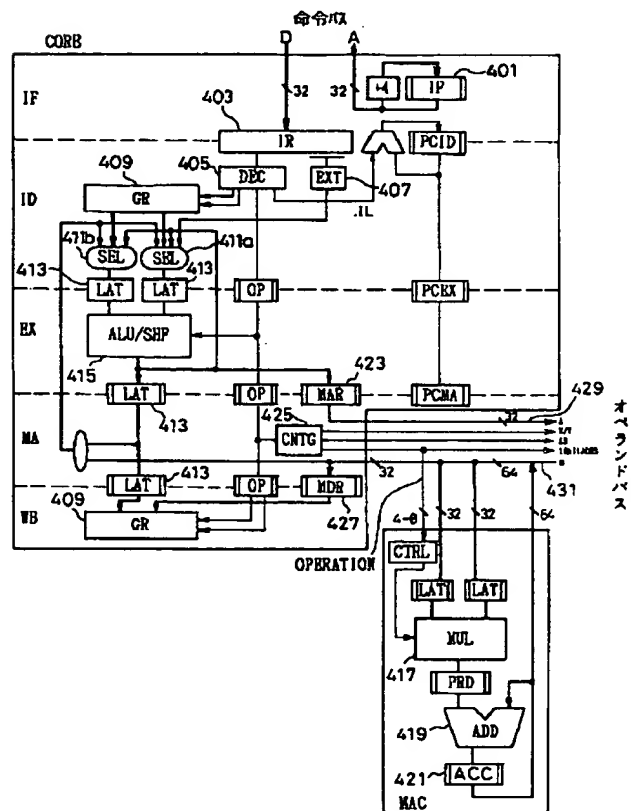 命令バス
CORE
D
A
IF
32
32
+4
IP
401
403
IR
PCID
405
409
DEC
EXT
407
ID
GR
IL
411b
SEL
SEL
411a
413
413
LAT
LAT
OP
PCEX
EX
ALU/SHF
415
423
LAT
OP
MAR
PCMA
413
425
MA
CNTG
32
429
A
オペランドバス
413
32
64
D
431
LAT
OP
MDR
427
409
WB
GR
4-8
32
32
64
OPERATION
CTRL
LAT
LAT
MUL
417
PRD
419
ADD
421
ACC
MAC